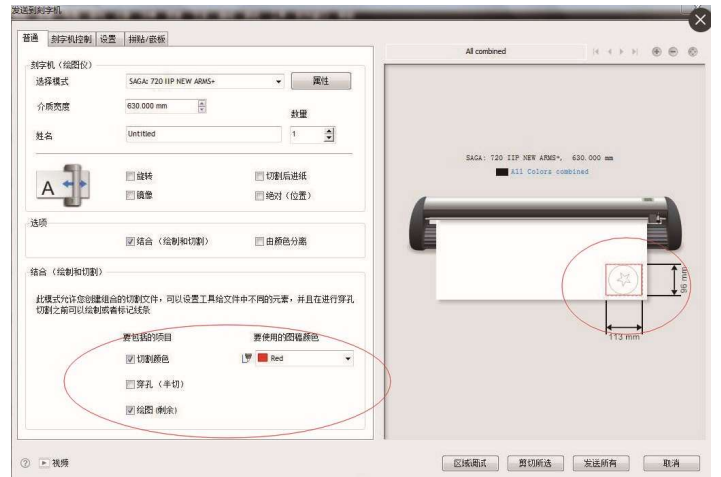 发送到刻字机
普通 刻字机控制 设置 拼贴/嵌板
刻字机（绘图仪）
选择模式 SAGA: 720 IIP NEW ARMS+ 属性
介质宽度 630.000 mm
数量
姓名 Untitled 1
A
旋转 切割后进纸
镜像 绝对（位置）
选项
结合（绘制和切割） 由颜色分离
结合（绘制和切割）
此模式允许您创建组合的切割文件，可以设置工具给文件中不同的元素，并且在进行穿孔
切割之前可以绘制或者标记线条
要包括的项目 要使用的图稿颜色
切割颜色 Red
穿孔（半切）
绘图(剩余)
视频
All combined
SAGA: 720 IIP NEW ARMS+, 630.000 mm
All Colors combined
96 mm
113 mm
区域调试 剪切所选 发送所有 取消